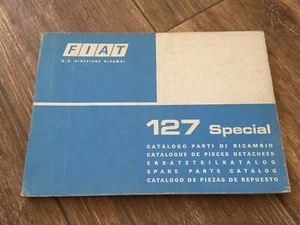 FIAT
D. A. DIREZIONE RICAMBI
127 Special
CATALOGO PARTI DI RICAMBIO
CATALOGUE DE PIECES DETACHEES
ERSATZTEILKATALOG
SPARE PARTS CATALOG
CATALOGO DE PIEZAS DE REPUESTO